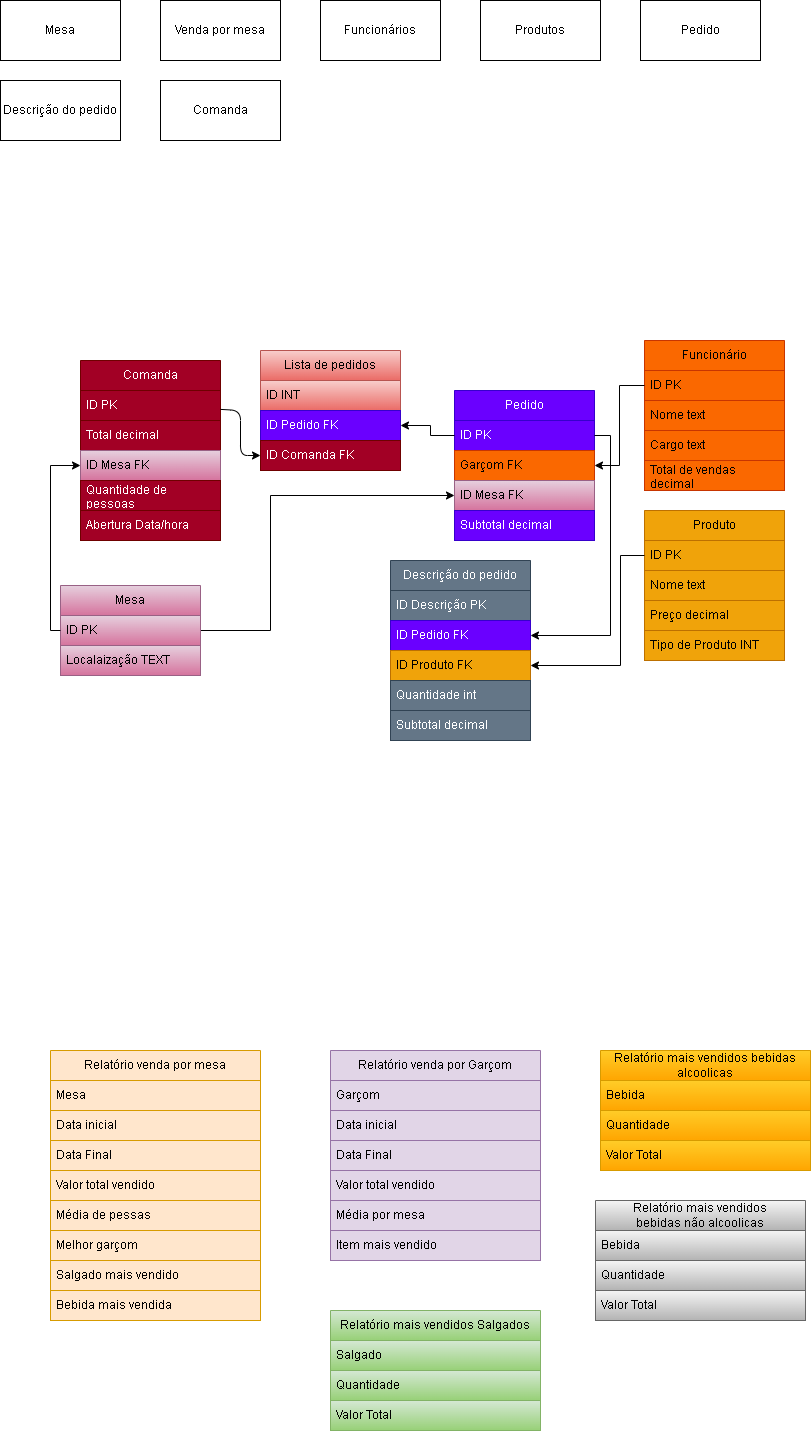 Mesa
Venda por mesa
Funcionários
Produtos
Pedido
Descrição do pedido
Comanda
Comanda
ID PK
Total decimal
ID Mesa FK
Quantidade de
pessoas
Abertura Data/hora
Lista de pedidos
ID INT
ID Pedido FK
ID Comanda FK
Pedido
ID PK
Garçom FK
ID Mesa FK
Subtotal decimal
Funcionário
ID PK
Nome text
Cargo text
Total de vendas
decimal
Produto
ID PK
Nome text
Preço decimal
Tipo de Produto INT
Descrição do pedido
ID Descrição PK
ID Pedido FK
ID Produto FK
Quantidade int
Subtotal decimal
Mesa
ID PK
Localaização TEXT
Relatório venda por mesa
Mesa
Data inicial
Data Final
Valor total vendido
Média de pessas
Melhor garçom
Salgado mais vendido
Bebida mais vendida
Relatório venda por Garçom
Garçom
Data inicial
Data Final
Valor total vendido
Média por mesa
Item mais vendido
Relatório mais vendidos bebidas
alcoolicas
Bebida
Quantidade
Valor Total
Relatório mais vendidos
bebidas não alcoolicas
Bebida
Quantidade
Valor Total
Relatório mais vendidos Salgados
Salgado
Quantidade
Valor Total